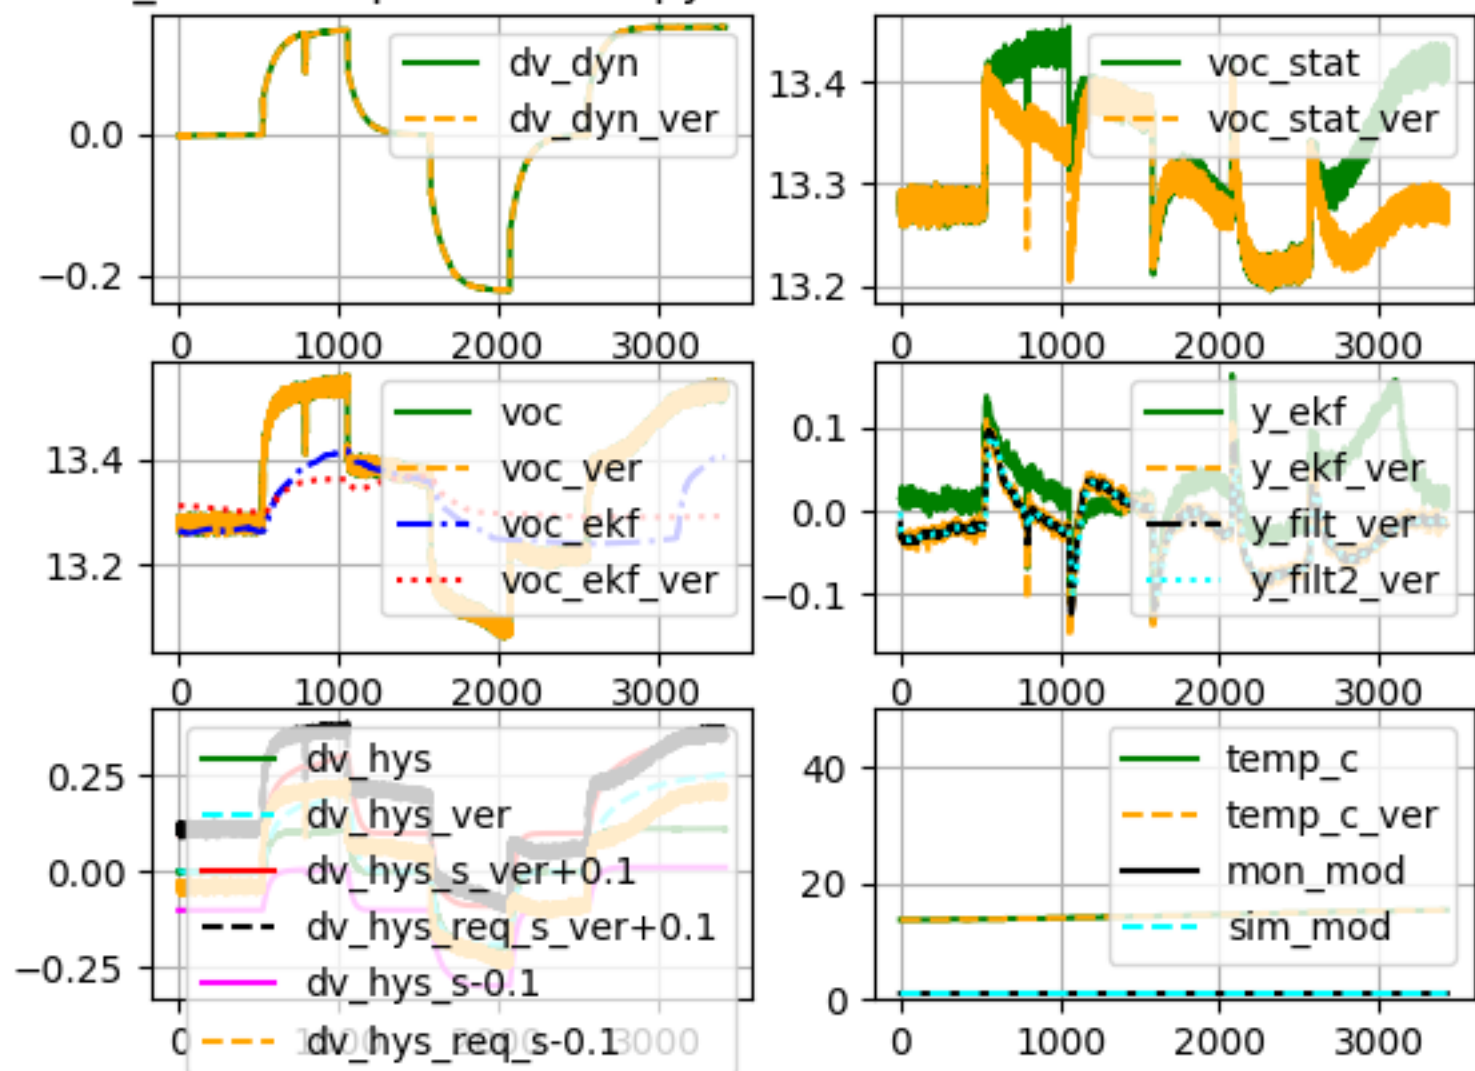 dv_dyn
dv_dyn_ver
0.0
−0.2
0 1000 2000 3000
voc_stat
voc_stat_ver
13.4
13.3
13.2
0 1000 2000 3000
voc
voc_ver
voc_ekf
voc_ekf_ver
13.4
13.2
0 1000 2000 3000
y_ekf
y_ekf_ver
y_filt_ver
y_filt2_ver
0.1
0.0
−0.1
0 1000 2000 3000
dv_hys
dv_hys_ver
dv_hys_s_ver+0.1
dv_hys_req_s_ver+0.1
dv_hys_s-0.1
dv_hys_req_s-0.1
0.25
0.00
−0.25
0 1000 2000 3000
temp_c
temp_c_ver
mon_mod
sim_mod
40
20
0
0 1000 2000 3000